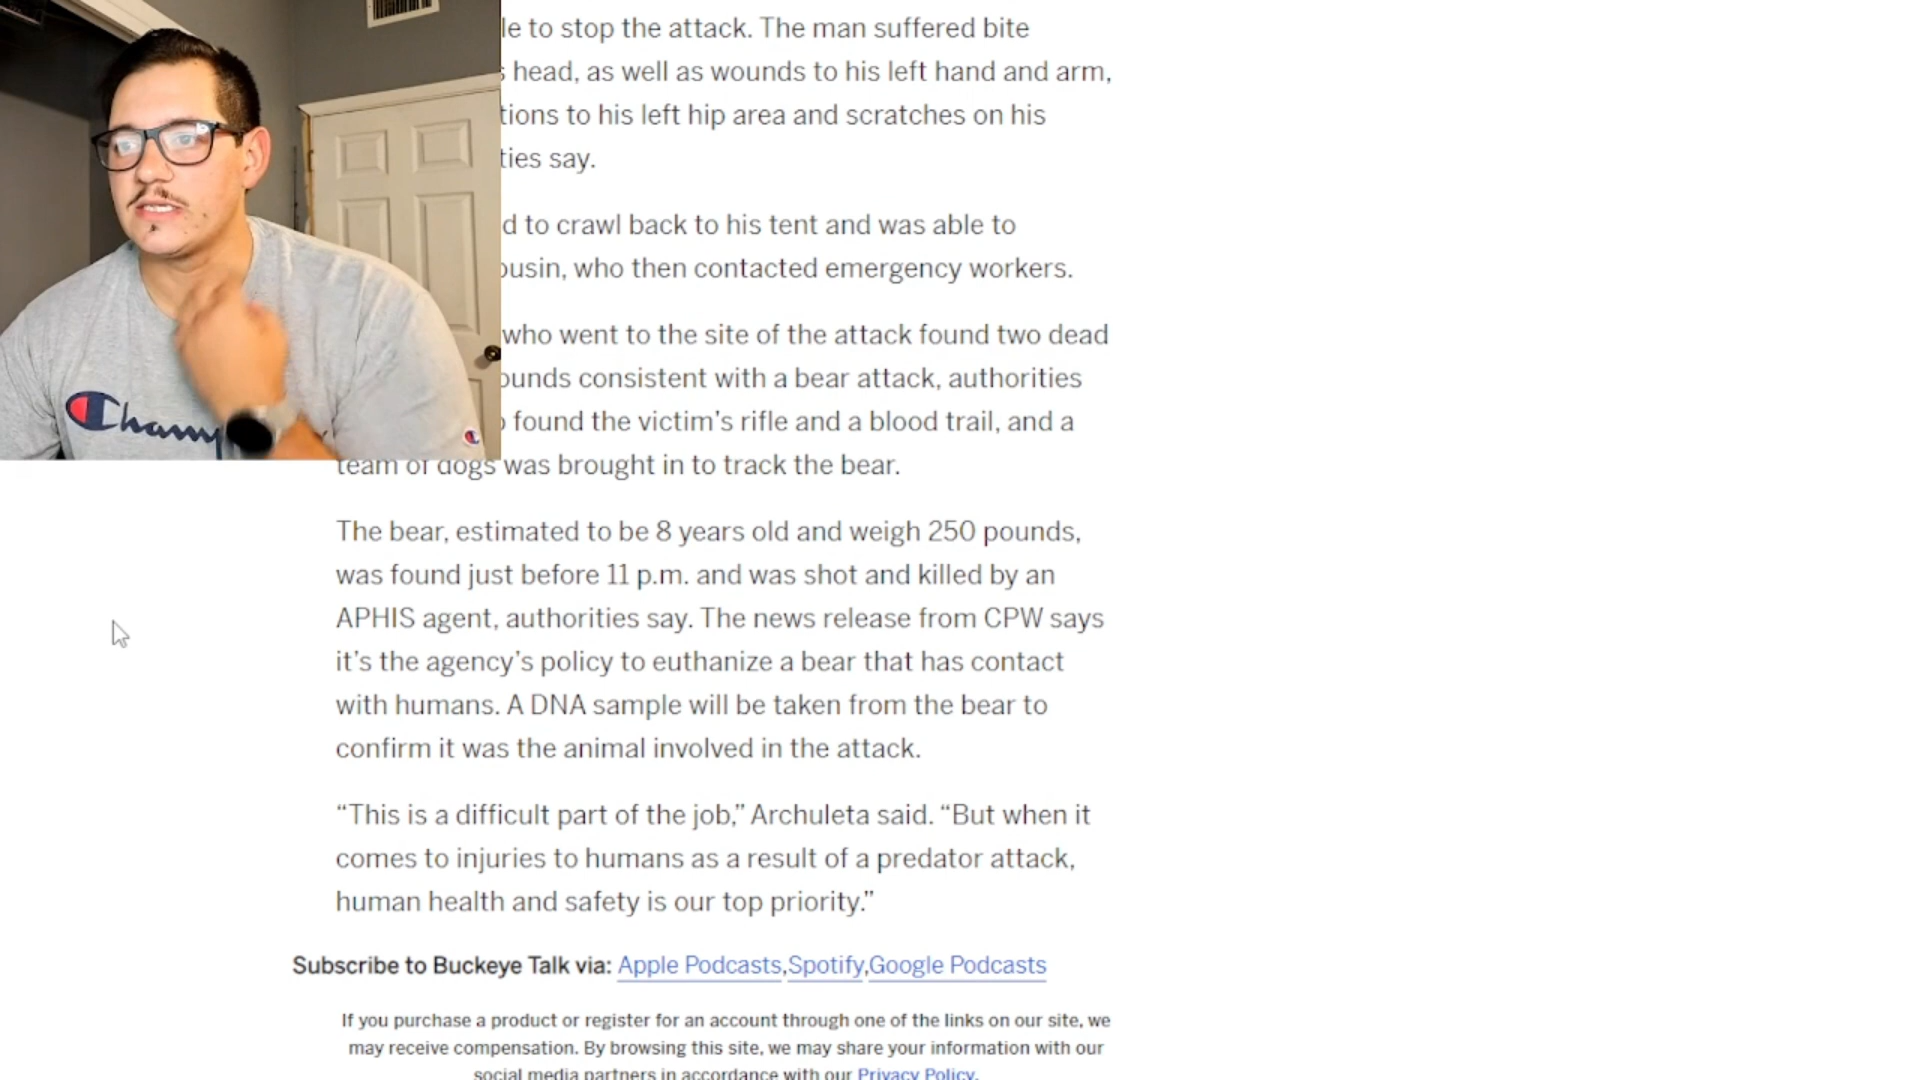 le to stop the attack. The man suffered bite
head, as well as wounds to his left hand and arm,
tions to his left hip area and scratches on his
ties say.
d to crawl back to his tent and was able to
ousin, who then contacted emergency workers.
who went to the site of the attack found two dead
ounds consistent with a bear attack, authorities
found the victim’s rifle and a blood trail, and a
team of dogs was brought in to track the bear.
Champ
The bear, estimated to be 8 years old and weigh 250 pounds,
was found just before 11 p.m. and was shot and killed by an
APHIS agent, authorities say. The news release from CPW says
it’s the agency’s policy to euthanize a bear that has contact
with humans. A DNA sample will be taken from the bear to
confirm it was the animal involved in the attack.
“This is a difficult part of the job,” Archuleta said. “But when it
comes to injuries to humans as a result of a predator attack,
human health and safety is our top priority.”
Subscribe to Buckeye Talk via: Apple Podcasts,Spotify,Google Podcasts
If you purchase a product or register for an account through one of the links on our site, we
may receive compensation. By browsing this site, we may share your information with our
social media partners in accordance with our Privacy Policy.